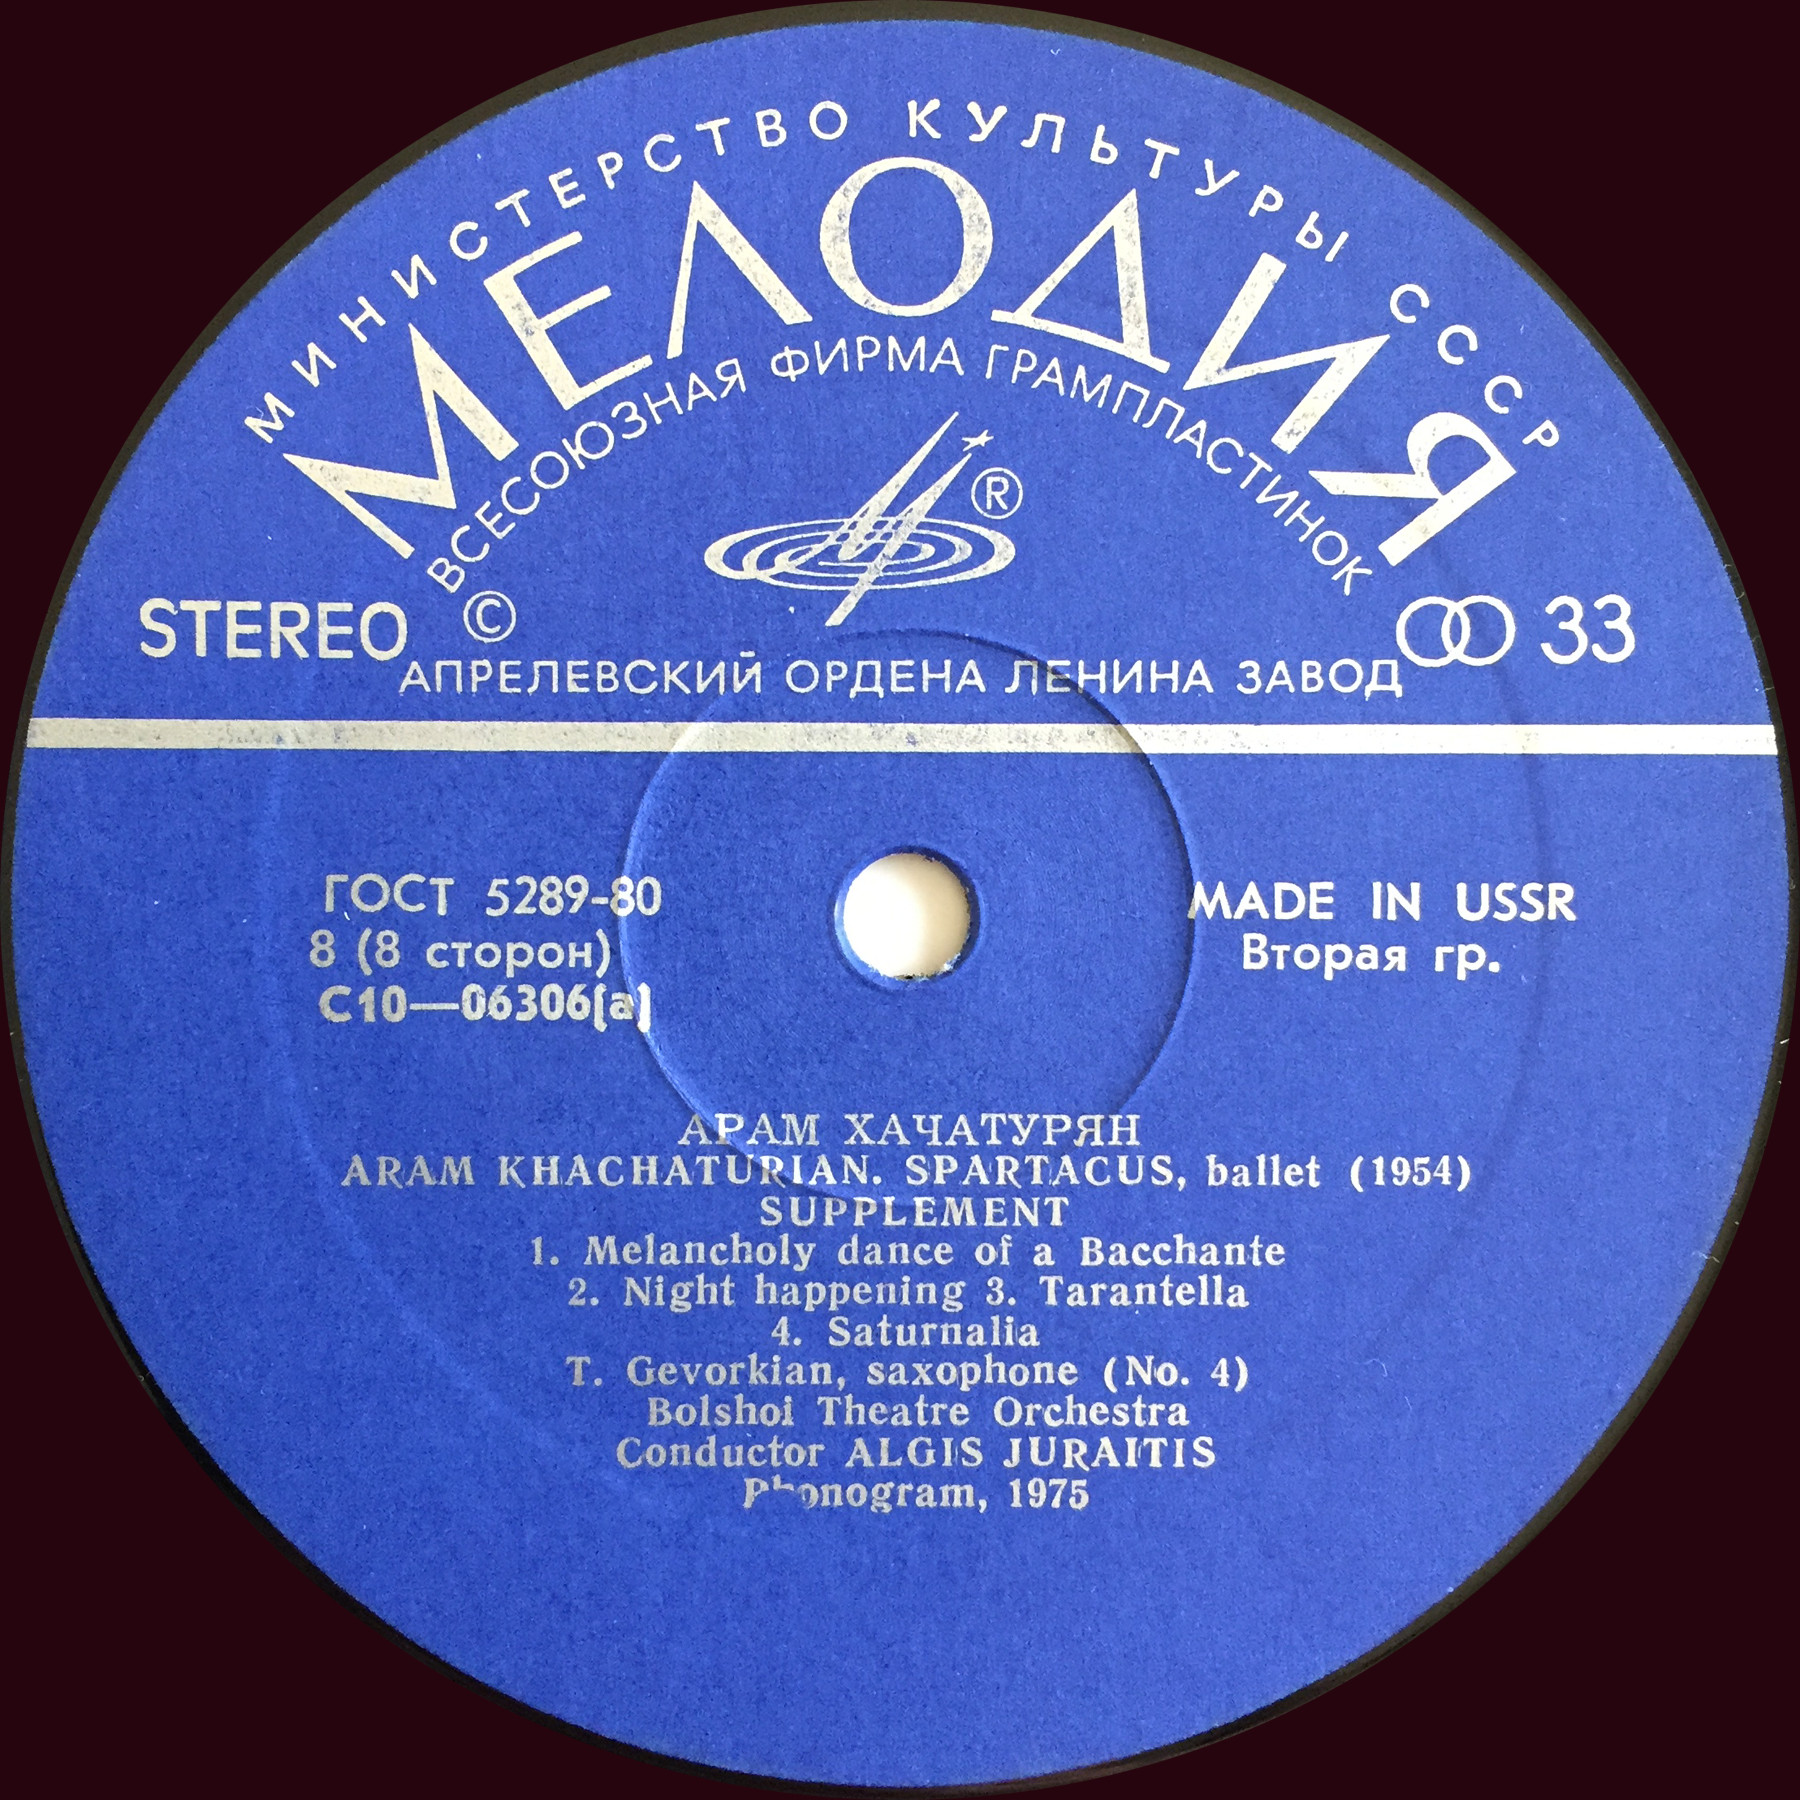 МИНИСТЕРСТВО КУЛЬТУРЫ СССР
МЕЛОДИЯ
ВСЕСОЮЗНАЯ ФИРМА ГРАМПЛАСТИНОК
®
STEREO ©
33
АПРЕЛЕВСКИЙ ОРДЕНА ЛЕНИНА ЗАВОД
ГОСТ 5289-80
8 (8 сторон)
С10—06306(а)
MADE IN USSR
Вторая гр.
АРАМ ХАЧАТУРЯН
ARAM KHACHATURIAN. SPARTACUS, ballet (1954)
SUPPLEMENT
1. Melancholy dance of a Bacchante
2. Night happening 3. Tarantella
4. Saturnalia
T. Gevorkian, saxophone (No. 4)
Bolshoi Theatre Orchestra
Conductor ALGIS JURAITIS
Phonogram, 1975